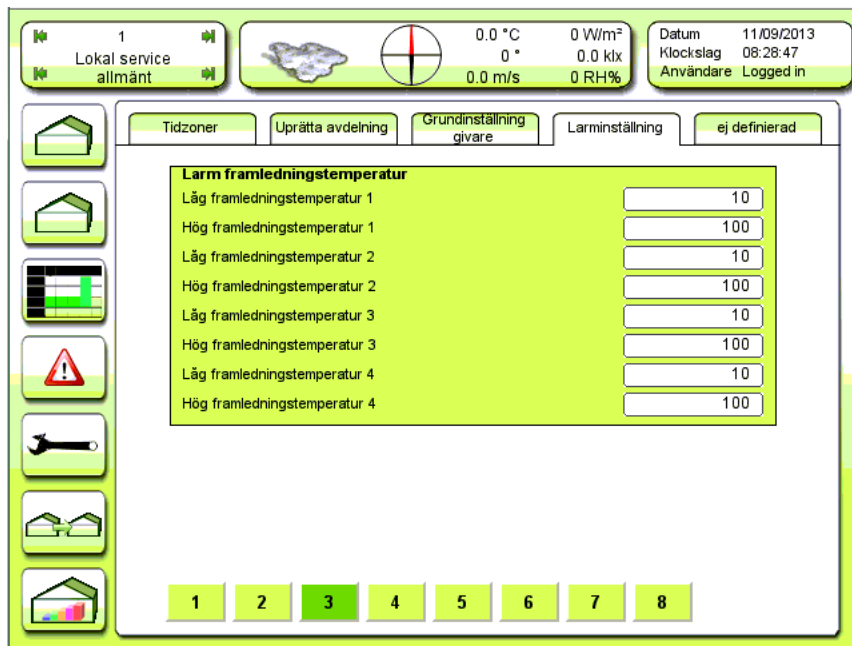 1
Lokal service
allmänt
0.0 °C
0 °
0.0 m/s
0 W/m²
0.0 klx
0 RH%
Datum 11/09/2013
Klockslag 08:28:47
Användare Logged in
Tidzoner
Uprätta avdelning
Grundinställning
givare
Larminställning
ej definierad
Larm framledningstemperatur
Låg framledningstemperatur 1 10
Hög framledningstemperatur 1 100
Låg framledningstemperatur 2 10
Hög framledningstemperatur 2 100
Låg framledningstemperatur 3 10
Hög framledningstemperatur 3 100
Låg framledningstemperatur 4 10
Hög framledningstemperatur 4 100
1 2 3 4 5 6 7 8